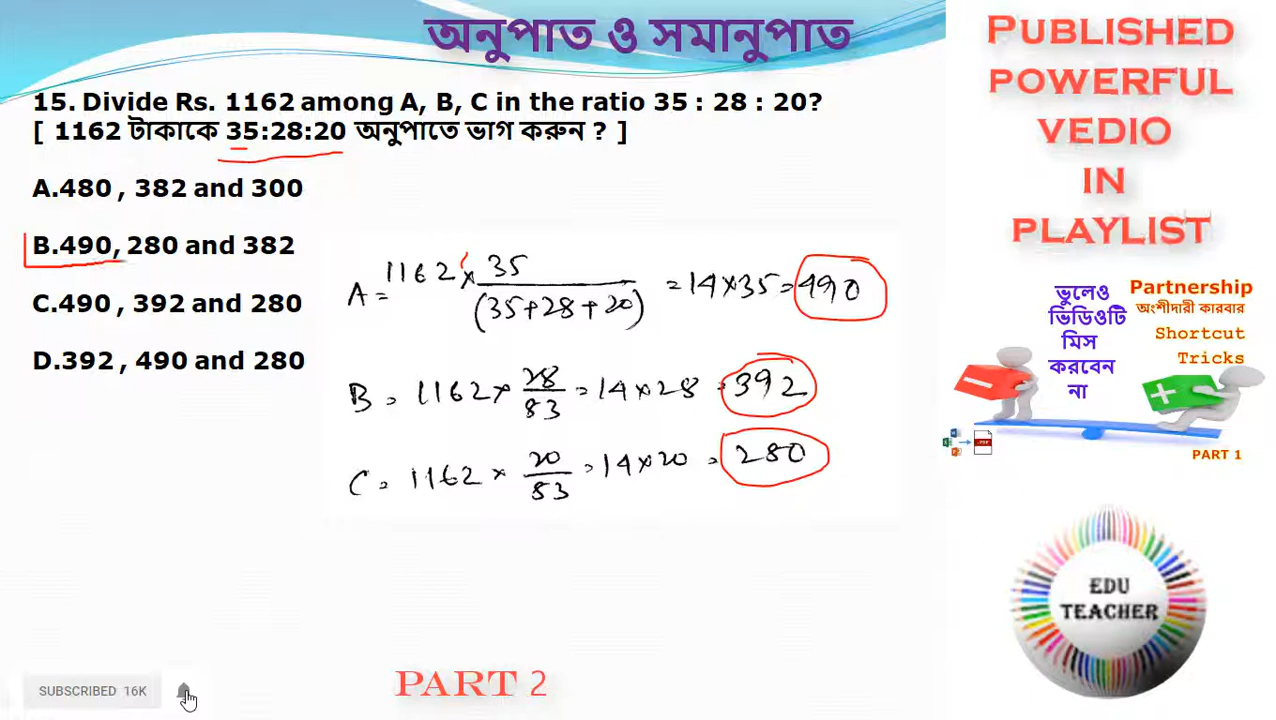 অনুপাত ও সমানুপাত
15. Divide Rs. 1162 among A, B, C in the ratio 35 : 28 : 20?
[ 1162 টাকাকে 35:28:20 অনুপাতে ভাগ করুন ? ]
A.480 , 382 and 300
B.490, 280 and 382
C.490 , 392 and 280
D.392 , 490 and 280
A = 1162 × 35 / (35+28+20) = 14×35 = 490
B = 1162 × 28/83 = 14×28 = 392
C = 1162 × 20/83 = 14×20 = 280
PUBLISHED
POWERFUL
VEDIO
IN
PLAYLIST
ভুলেও
ভিডিওটি
মিস
করবেন
না
Partnership
অংশীদারী কারবার
Shortcut
Tricks
PART 1
EDU
TEACHER
SUBSCRIBED 16K
PART 2